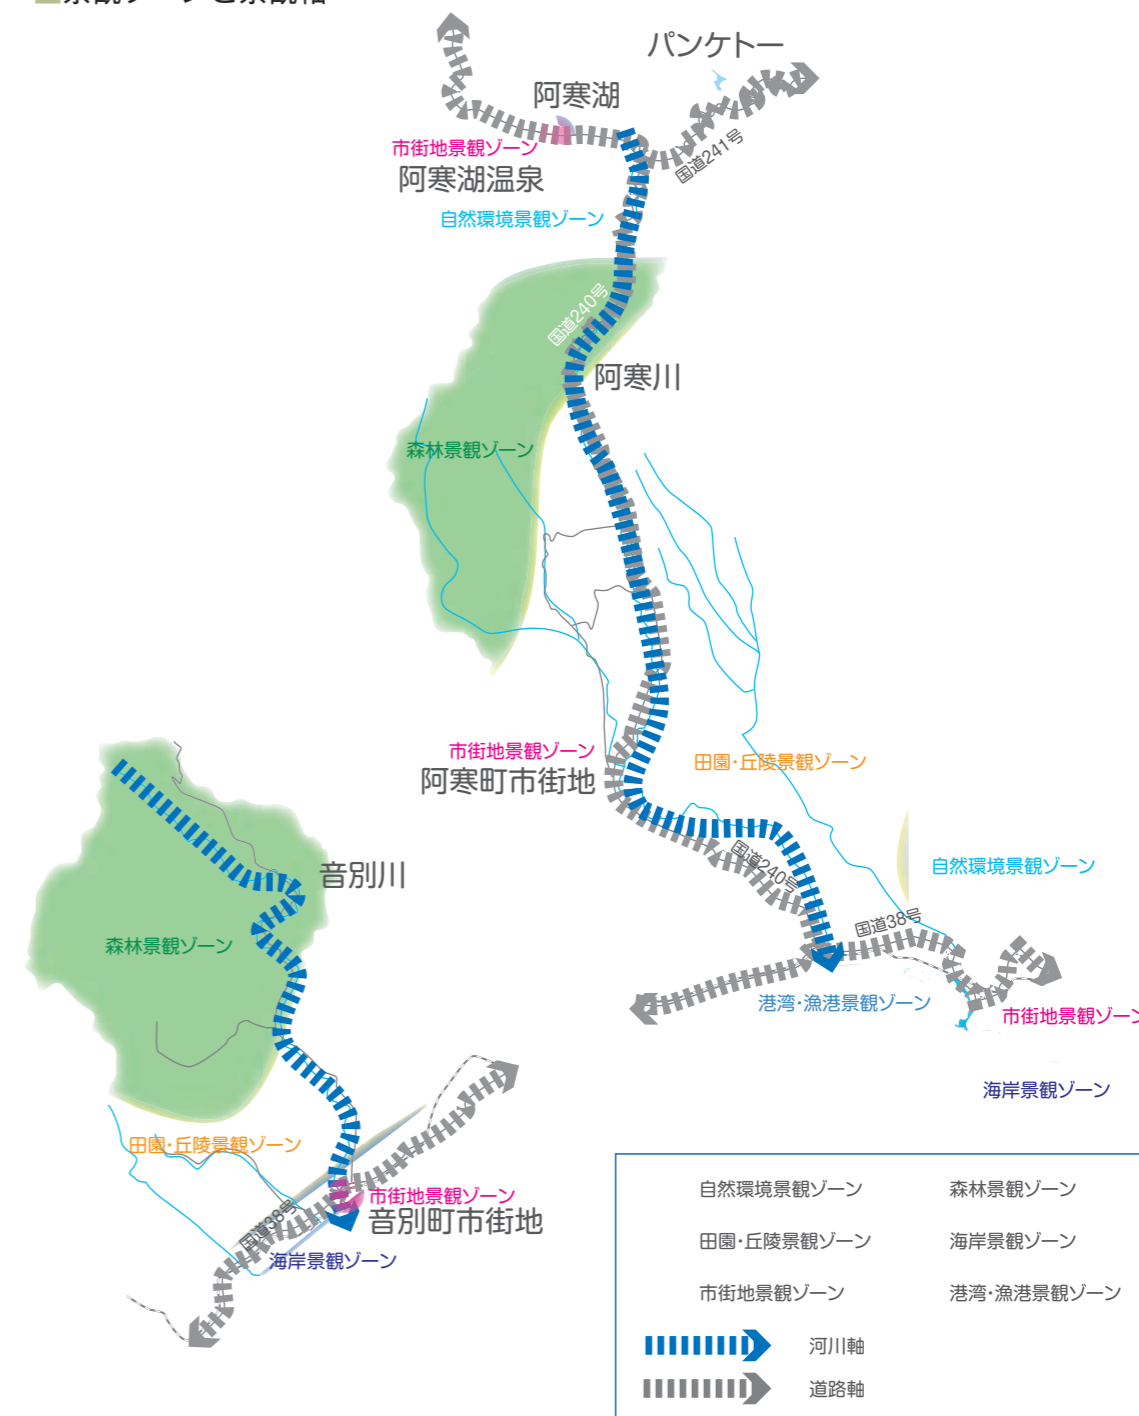 ■景観ゾーンと景観軸
パンケトー
阿寒湖
市街地景観ゾーン
阿寒湖温泉
国道241号
自然環境景観ゾーン
国道240号
阿寒川
森林景観ゾーン
市街地景観ゾーン
阿寒町市街地
田園・丘陵景観ゾーン
国道240号
自然環境景観ゾーン
音別川
国道38号
森林景観ゾーン
港湾・漁港景観ゾーン
市街地景観ゾーン
海岸景観ゾーン
田園・丘陵景観ゾーン
市街地景観ゾーン
音別町市街地
国道38号
海岸景観ゾーン
自然環境景観ゾーン
森林景観ゾーン
田園・丘陵景観ゾーン
海岸景観ゾーン
市街地景観ゾーン
港湾・漁港景観ゾーン
河川軸
道路軸